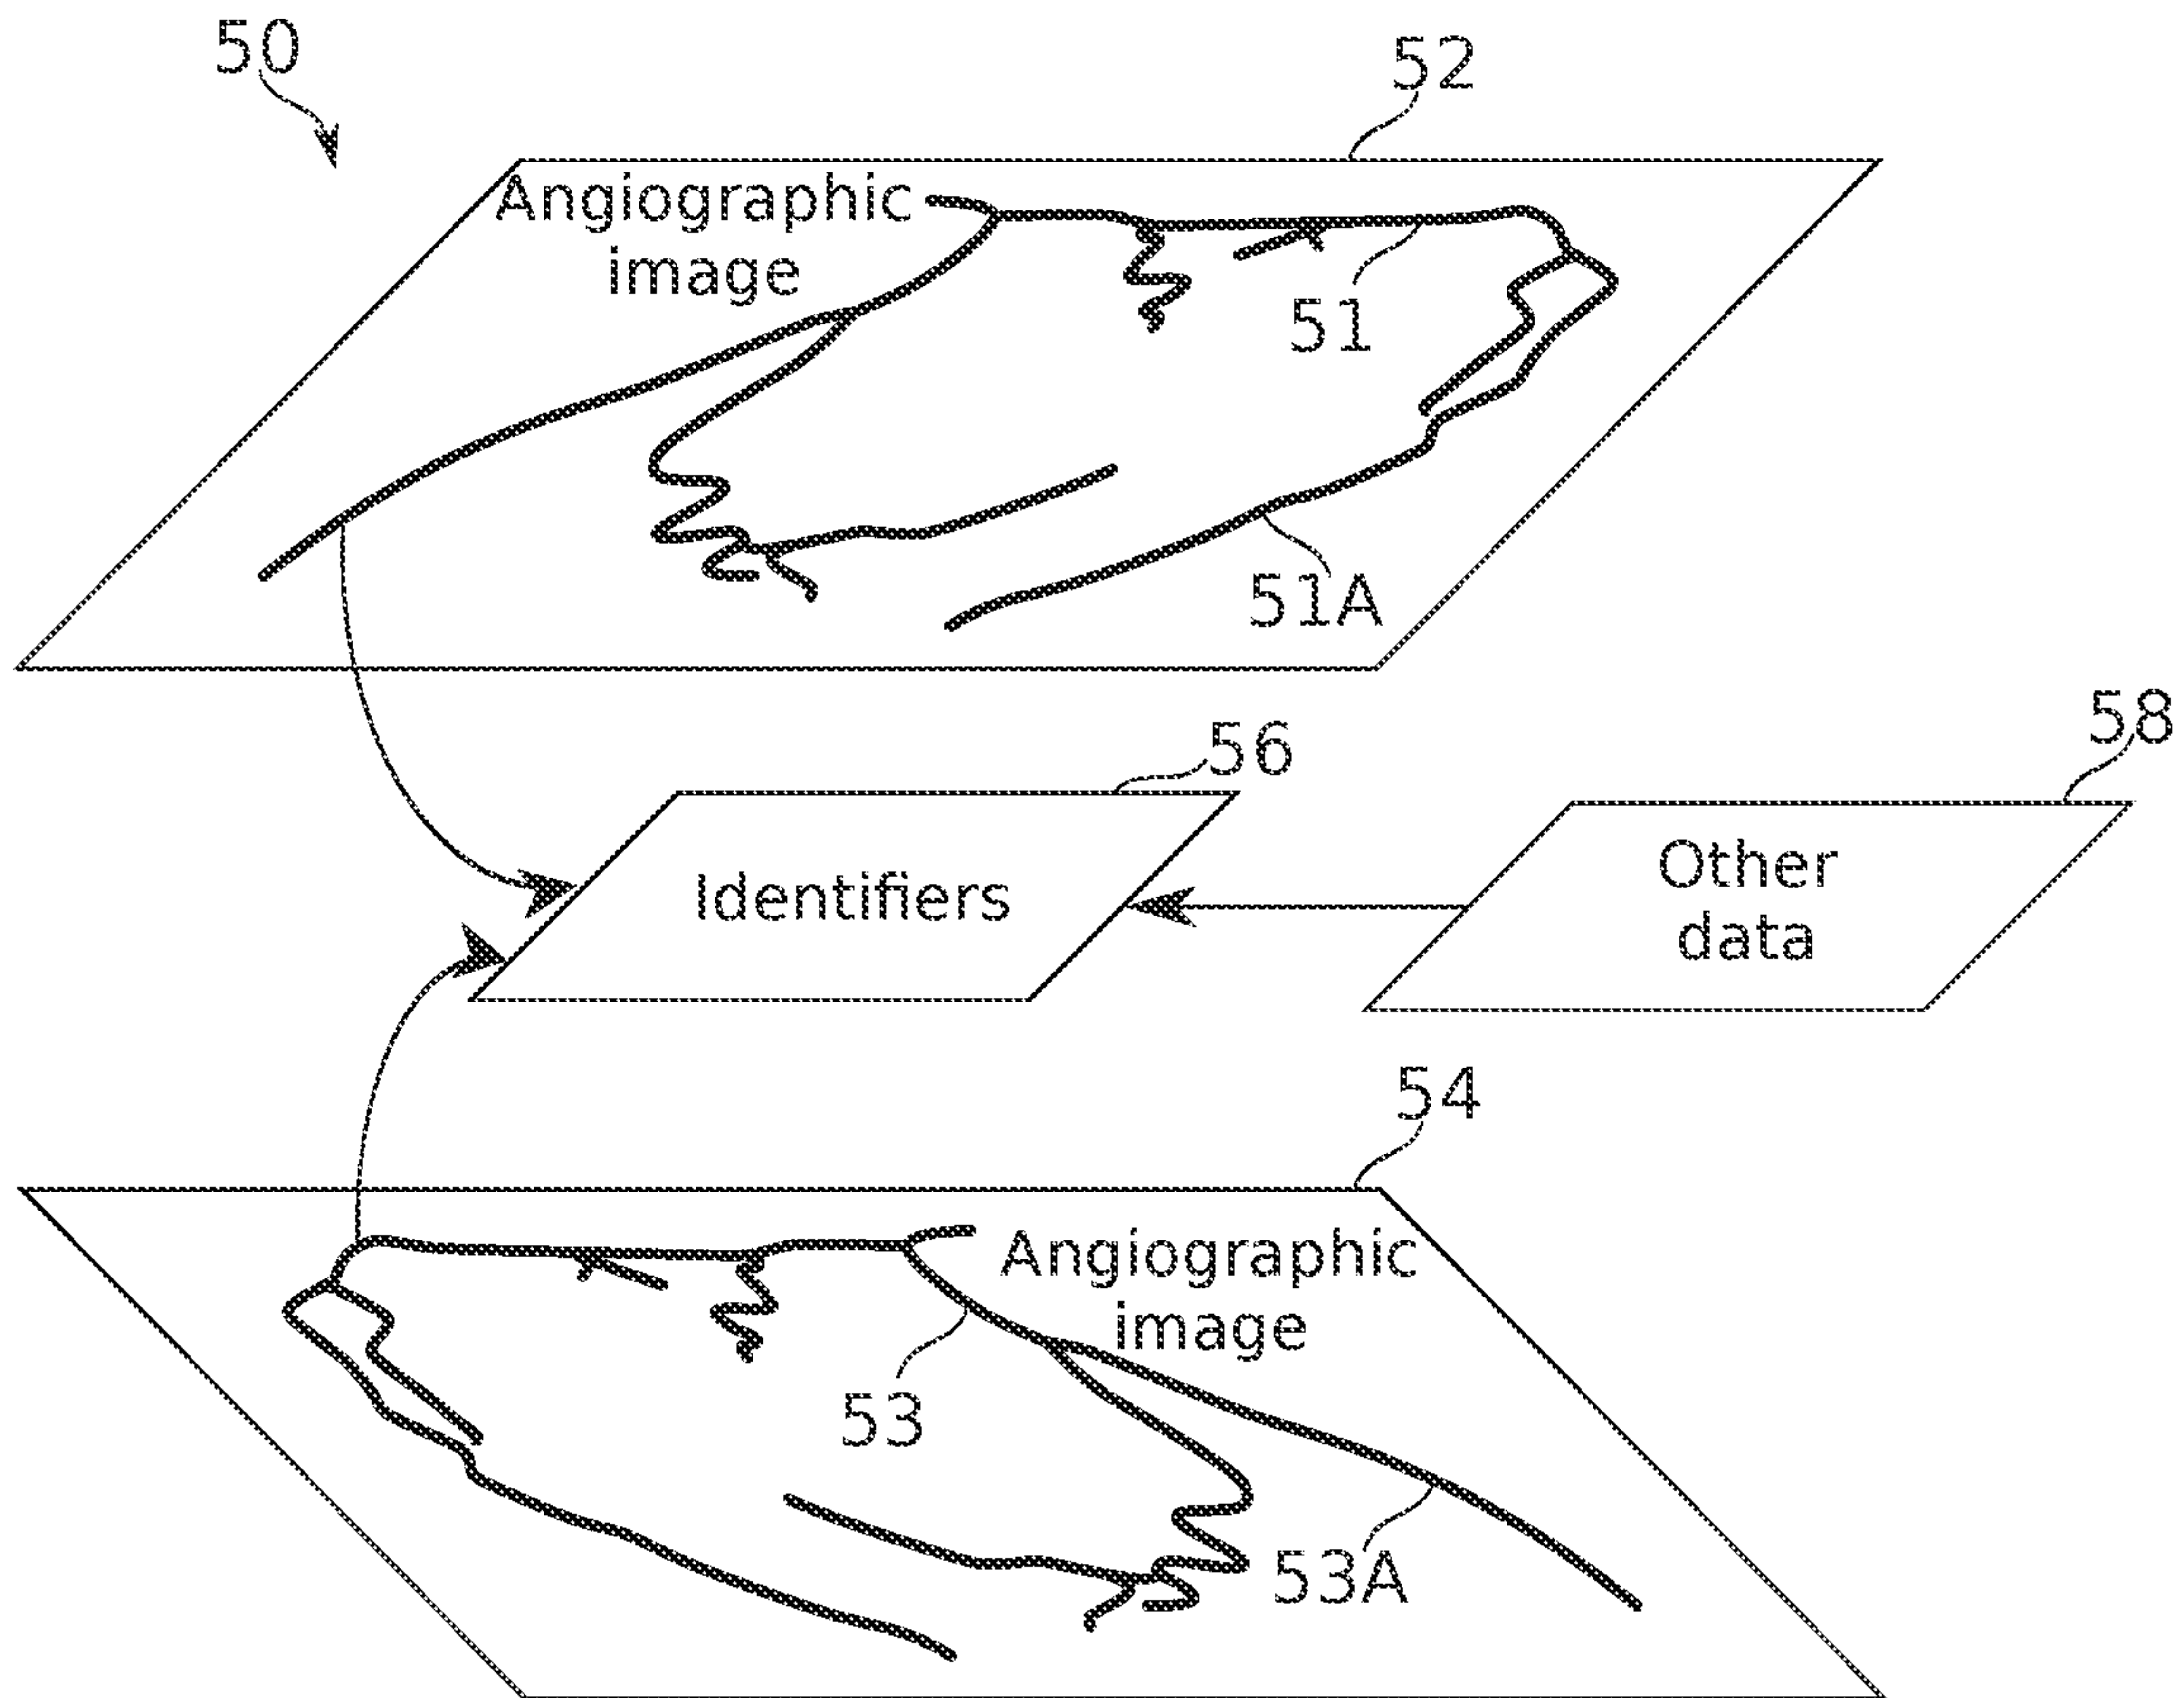 50
52
Angiographic
image
51
51A
56
58
Identifiers
Other
data
54
Angiographic
image
53
53A